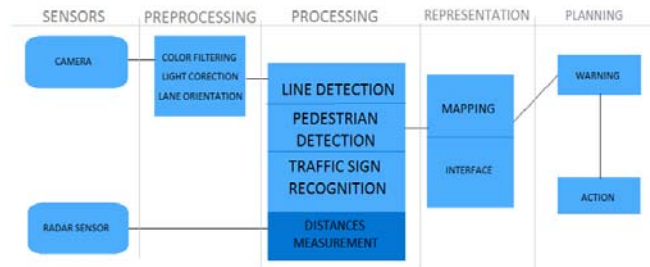 SENSORS PREPROCESSING PROCESSING REPRESENTATION PLANNING
CAMERA
COLOR FILTERING
LIGHT CORECTION
LANE ORIENTATION
LINE DETECTION
PEDESTRIAN
DETECTION
TRAFFIC SIGN
RECOGNITION
DISTANCES
MEASUREMENT
RADAR SENSOR
MAPPING
INTERFACE
WARNING
ACTION